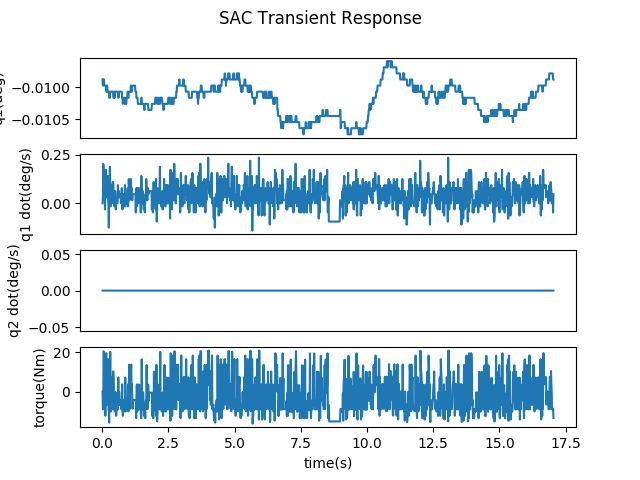 SAC Transient Response
−0.0100
−0.0105
0.25
0.00
q1 dot(deg/s)
0.05
0.00
−0.05
q2 dot(deg/s)
20
0
torque(Nm)
0.0 2.5 5.0 7.5 10.0 12.5 15.0 17.5
time(s)